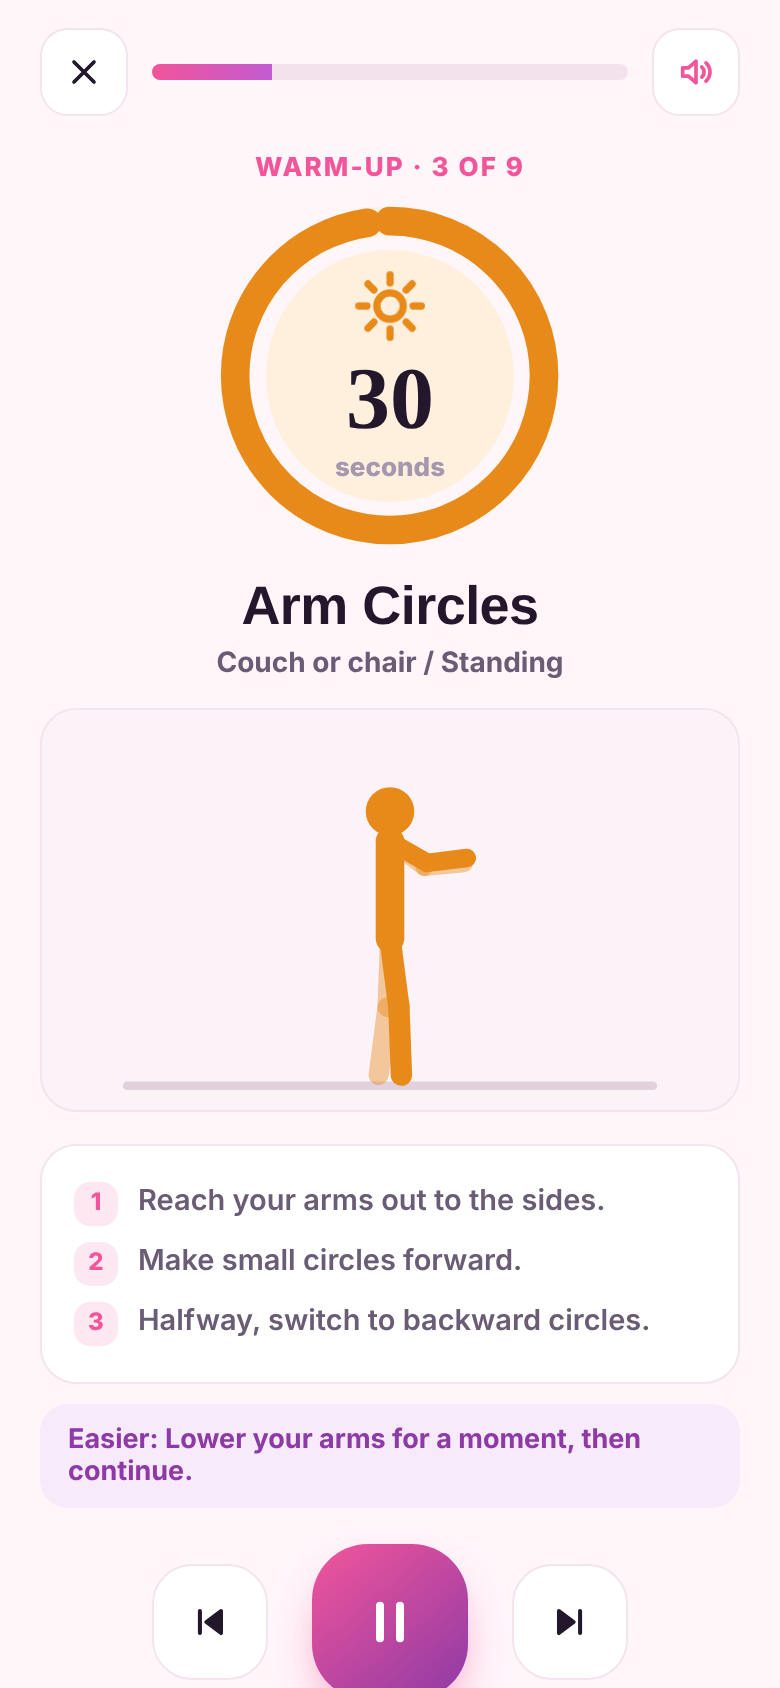 WARM-UP · 3 OF 9
30
seconds
Arm Circles
Couch or chair / Standing
1 Reach your arms out to the sides.
2 Make small circles forward.
3 Halfway, switch to backward circles.
Easier: Lower your arms for a moment, then
continue.